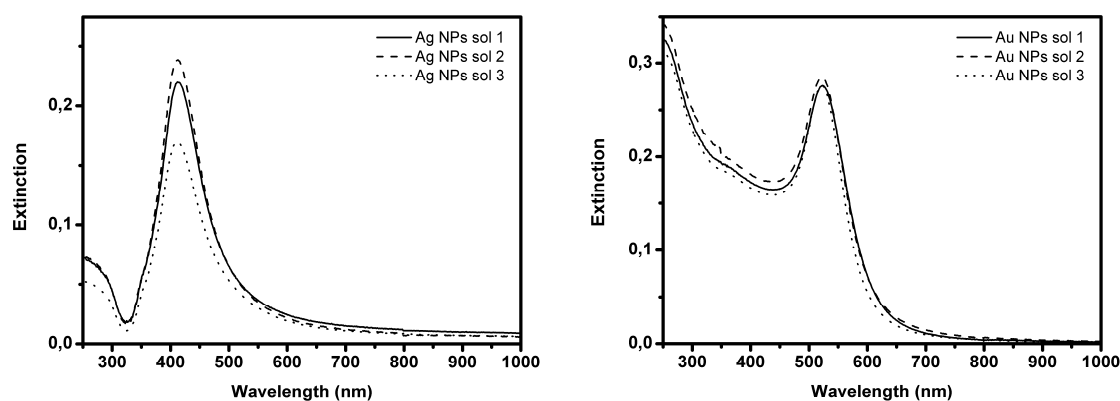 Ag NPs sol 1
Ag NPs sol 2
Ag NPs sol 3
0,2
0,1
0,0
Extinction
300 400 500 600 700 800 900 1000
Wavelength (nm)
Au NPs sol 1
Au NPs sol 2
Au NPs sol 3
0,3
0,2
0,1
0,0
Extinction
300 400 500 600 700 800 900 1000
Wavelength (nm)